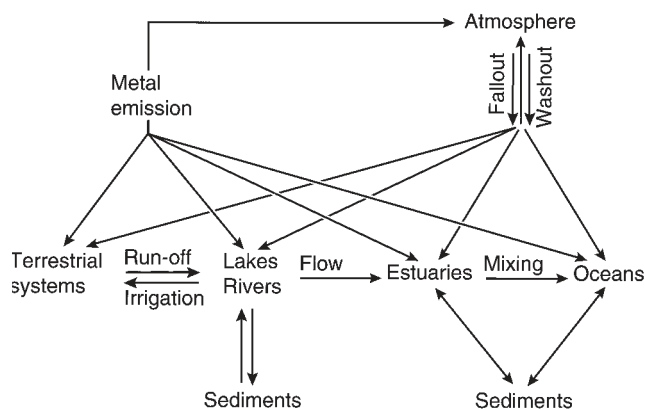 Atmosphere
Fallout
Washout
Metal
emission
Terrestrial
systems
Run-off
Irrigation
Lakes
Rivers
Flow
Estuaries
Mixing
Oceans
Sediments
Sediments